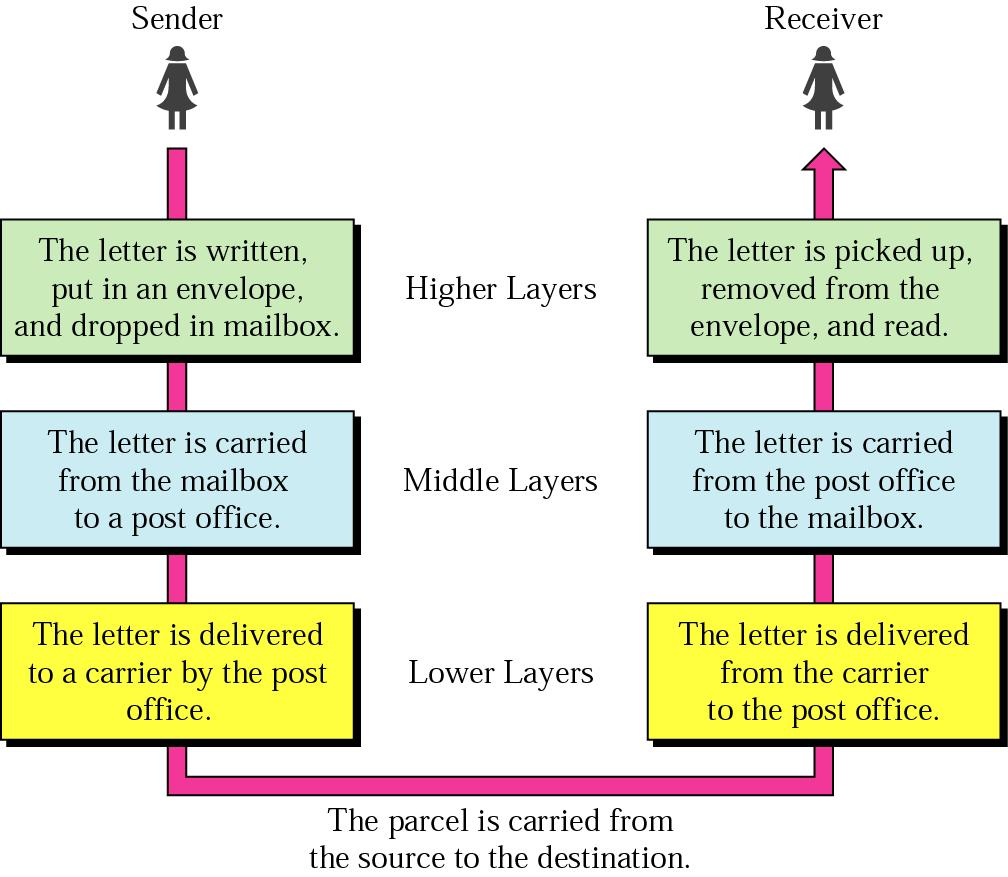 Sender
Receiver
The letter is written,
put in an envelope,
and dropped in mailbox.
Higher Layers
The letter is picked up,
removed from the
envelope, and read.
The letter is carried
from the mailbox
to a post office.
Middle Layers
The letter is carried
from the post office
to the mailbox.
The letter is delivered
to a carrier by the post
office.
Lower Layers
The letter is delivered
from the carrier
to the post office.
The parcel is carried from
the source to the destination.